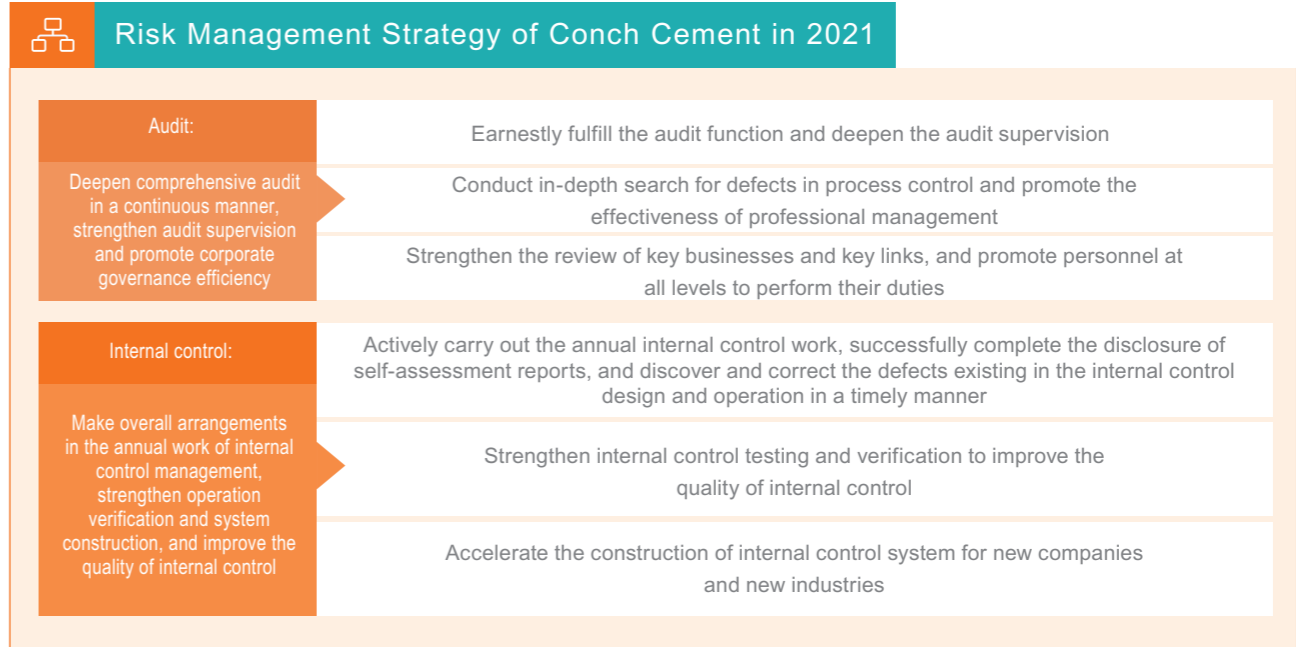 Risk Management Strategy of Conch Cement in 2021
Audit:
Deepen comprehensive audit
in a continuous manner,
strengthen audit supervision
and promote corporate
governance efficiency
Earnestly fulfill the audit function and deepen the audit supervision
Conduct in-depth search for defects in process control and promote the
effectiveness of professional management
Strengthen the review of key businesses and key links, and promote personnel at
all levels to perform their duties
Internal control:
Make overall arrangements
in the annual work of internal
control management,
strengthen operation
verification and system
construction, and improve the
quality of internal control
Actively carry out the annual internal control work, successfully complete the disclosure of
self-assessment reports, and discover and correct the defects existing in the internal control
design and operation in a timely manner
Strengthen internal control testing and verification to improve the
quality of internal control
Accelerate the construction of internal control system for new companies
and new industries